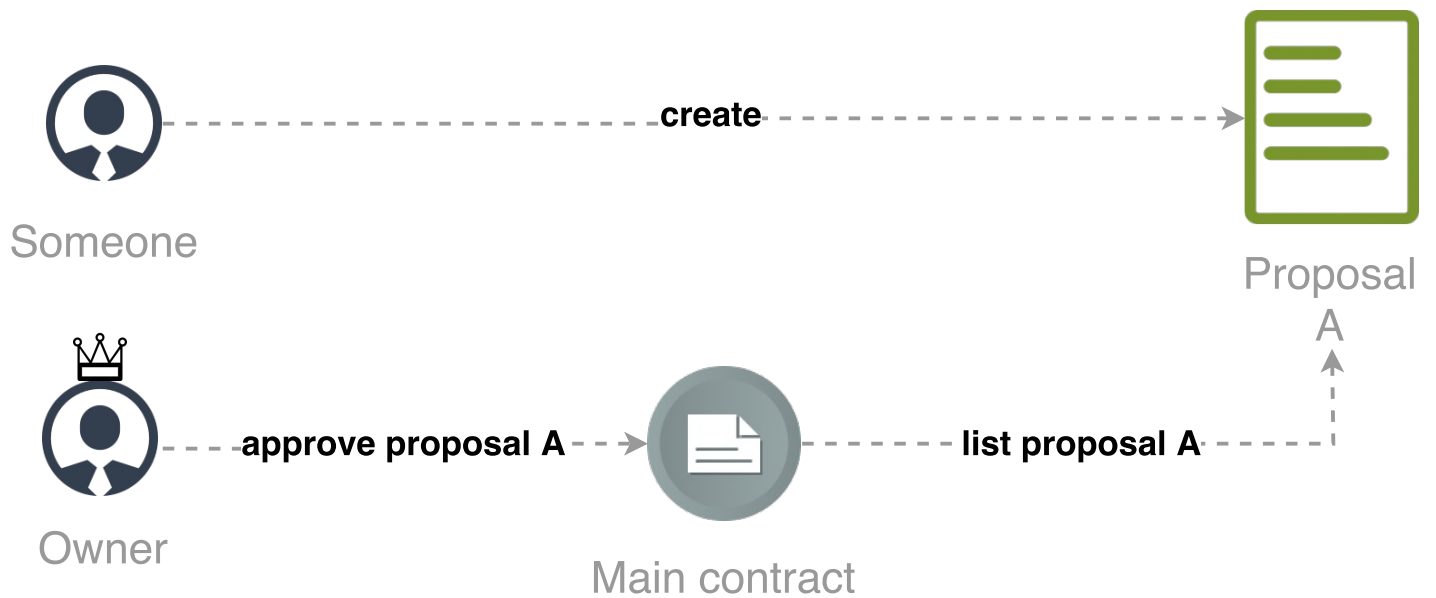 create
Someone
Proposal
A
approve proposal A
list proposal A
Owner
Main contract